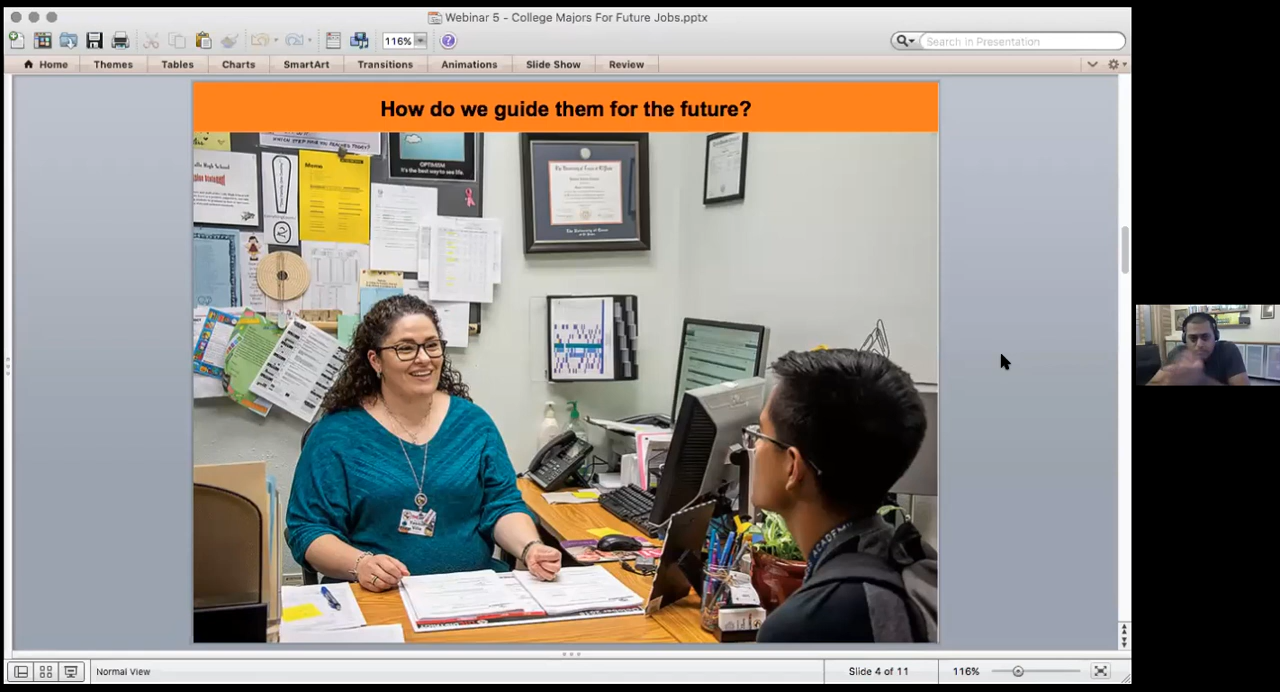 Webinar 5 - College Majors For Future Jobs.pptx
116%
Search in Presentation
Home Themes Tables Charts SmartArt Transitions Animations Slide Show Review
How do we guide them for the future?
OPTIMISM
It's the best way to see life.
Memo
ACADEMY
Normal View
Slide 4 of 11
116%